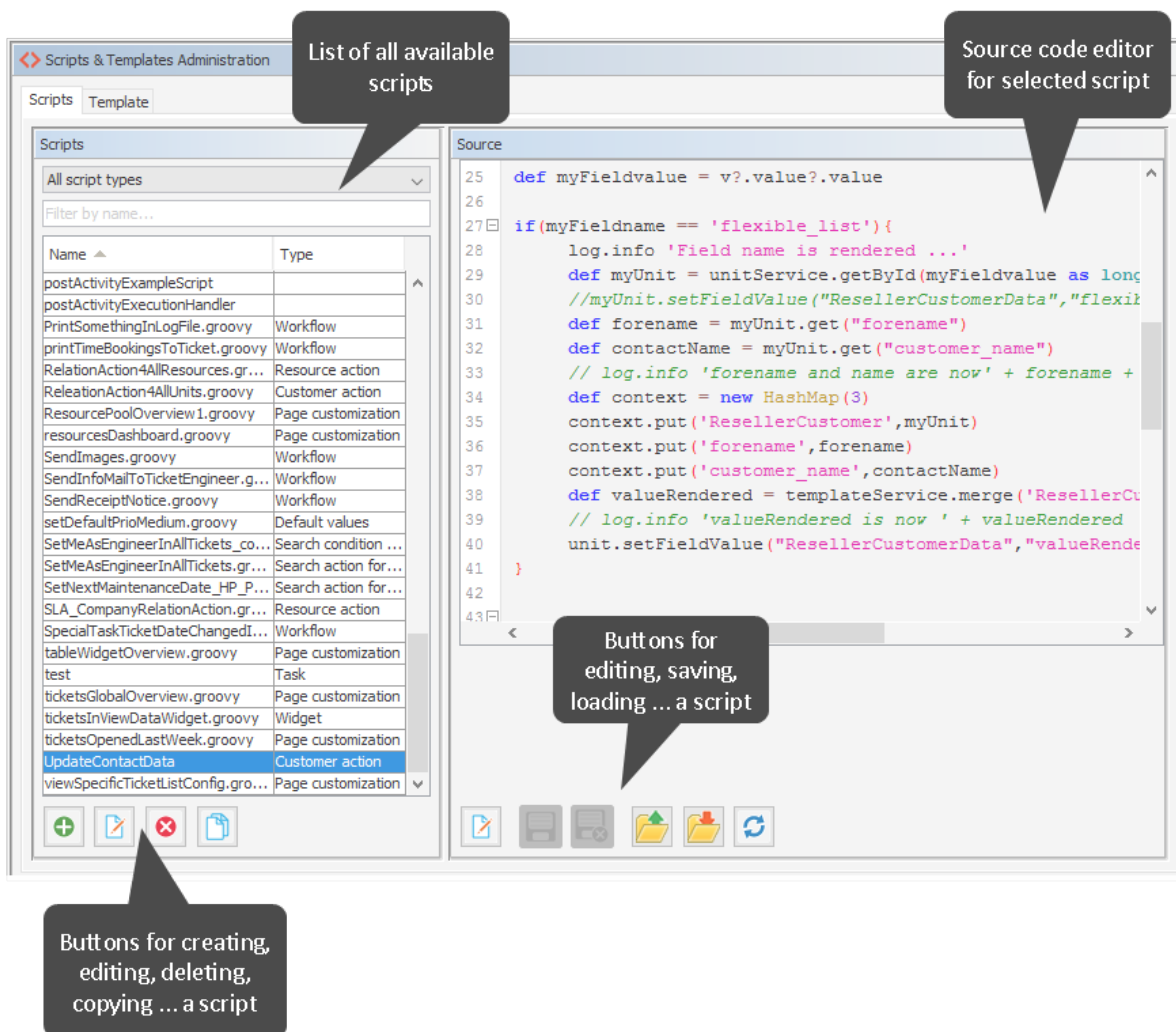 List of all available
scripts
Source code editor
for selected script
Scripts & Templates Administration
Scripts Template
Scripts
All script types
Filter by name...
Name Type
postActivityExampleScript
postActivityExecutionHandler
PrintSomethingInLogFile.groovy Workflow
printTimeBookingsToTicket.groovy Workflow
RelationAction4AllResources.gr... Resource action
ReleationAction4AllUnits.groovy Customer action
ResourcePoolOverview1.groovy Page customization
resourcesDashboard.groovy Page customization
SendImages.groovy Workflow
SendInfoMailToTicketEngineer.g... Workflow
SendReceiptNotice.groovy Workflow
setDefaultPrioMedium.groovy Default values
SetMeAsEngineerInAllTickets_co... Search condition ...
SetMeAsEngineerInAllTickets.gr... Search action for...
SetNextMaintenanceDate_HP_P... Search action for...
SLA_CompanyRelationAction.gr... Resource action
SpecialTaskTicketDateChangedI... Workflow
tableWidgetOverview.groovy Page customization
test Task
ticketsGlobalOverview.groovy Page customization
ticketsInViewDataWidget.groovy Widget
ticketsOpenedLastWeek.groovy Page customization
UpdateContactData Customer action
viewSpecificTicketListConfig.gro... Page customization
Source
25 def myFieldvalue = v?.value?.value
26
27 if(myFieldname == 'flexible_list'){
28 log.info 'Field name is rendered ...'
29 def myUnit = unitService.getById(myFieldvalue as long
30 //myUnit.setFieldValue("ResellerCustomerData","flexib
31 def forename = myUnit.get("forename")
32 def contactName = myUnit.get("customer_name")
33 // log.info 'forename and name are now' + forename +
34 def context = new HashMap(3)
35 context.put('ResellerCustomer',myUnit)
36 context.put('forename',forename)
37 context.put('customer_name',contactName)
38 def valueRendered = templateService.merge('ResellerCu
39 // log.info 'valueRendered is now ' + valueRendered
40 unit.setFieldValue("ResellerCustomerData","valueRende
41 }
42
43
Buttons for
editing, saving,
loading ... a script
Buttons for creating,
editing, deleting,
copying ... a script